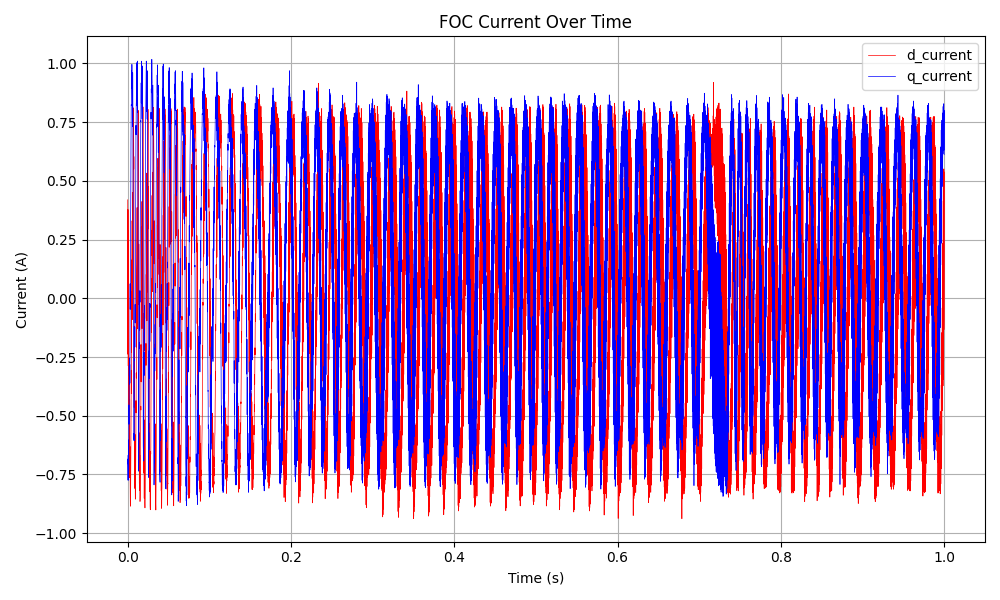 FOC Current Over Time
d_current
q_current
1.00
0.75
0.50
0.25
0.00
−0.25
−0.50
−0.75
−1.00
Current (A)
0.0 0.2 0.4 0.6 0.8 1.0
Time (s)